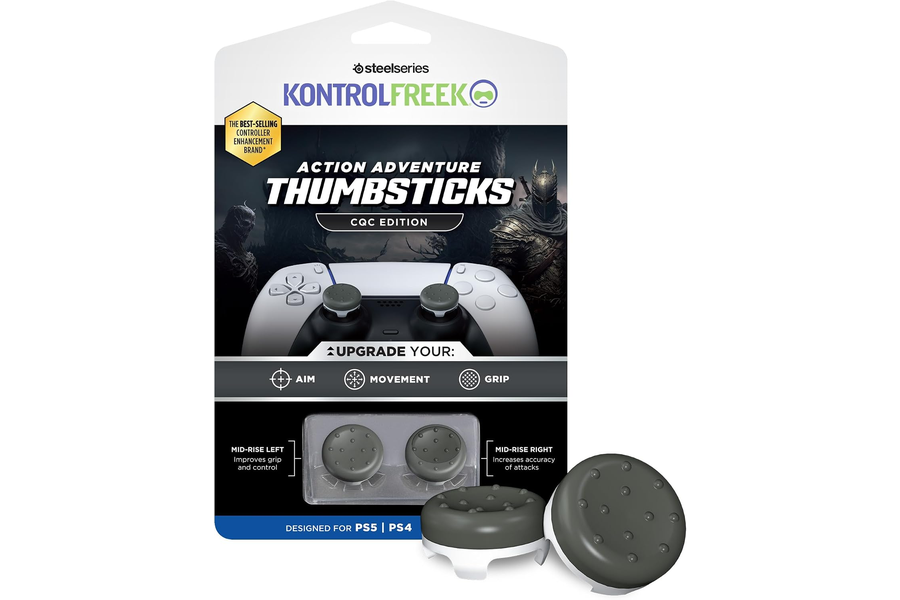 steelseries
KONTROLFREEK
THE BEST-SELLING
CONTROLLER
ENHANCEMENT
BRAND*
ACTION ADVENTURE
THUMBSTICKS
CQC EDITION
UPGRADE YOUR:
AIM
MOVEMENT
GRIP
MID-RISE LEFT
Improves grip
and control
MID-RISE RIGHT
Increases accuracy
of attacks
DESIGNED FOR PS5 | PS4